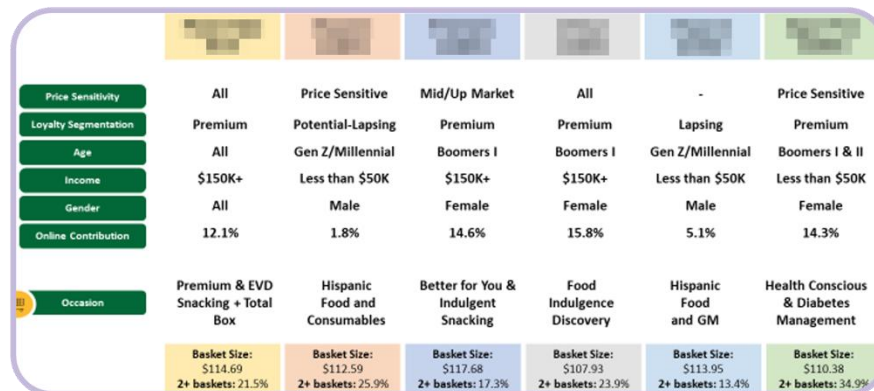 Price Sensitivity All Price Sensitive Mid/Up Market All - Price Sensitive
Loyalty Segmentation Premium Potential-Lapsing Premium Premium Lapsing Premium
Age All Gen Z/Millennial Boomers I Boomers I Gen Z/Millennial Boomers I & II
Income $150K+ Less than $50K $150K+ $150K+ Less than $50K Less than $50K
Gender All Male Female Female Male Female
Online Contribution 12.1% 1.8% 14.6% 15.8% 5.1% 14.3%
Premium & EVD Hispanic Better for You & Food Hispanic Health Conscious
Occasion Snacking + Total Food and Indulgent Indulgence Food & Diabetes
Box Consumables Snacking Discovery and GM Management
Basket Size: Basket Size: Basket Size: Basket Size: Basket Size: Basket Size:
$114.69 $112.59 $117.68 $107.93 $113.95 $110.38
2+ baskets: 21.5% 2+ baskets: 25.9% 2+ baskets: 17.3% 2+ baskets: 23.9% 2+ baskets: 13.4% 2+ baskets: 34.9%